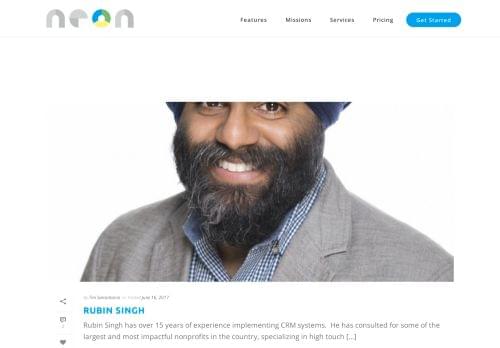 neon
Features Missions Services Pricing Get Started
By Tim Sarrantonio In Posted June 16, 2017
RUBIN SINGH
Rubin Singh has over 15 years of experience implementing CRM systems.  He has consulted for some of the
largest and most impactful nonprofits in the country, specializing in high touch [...]